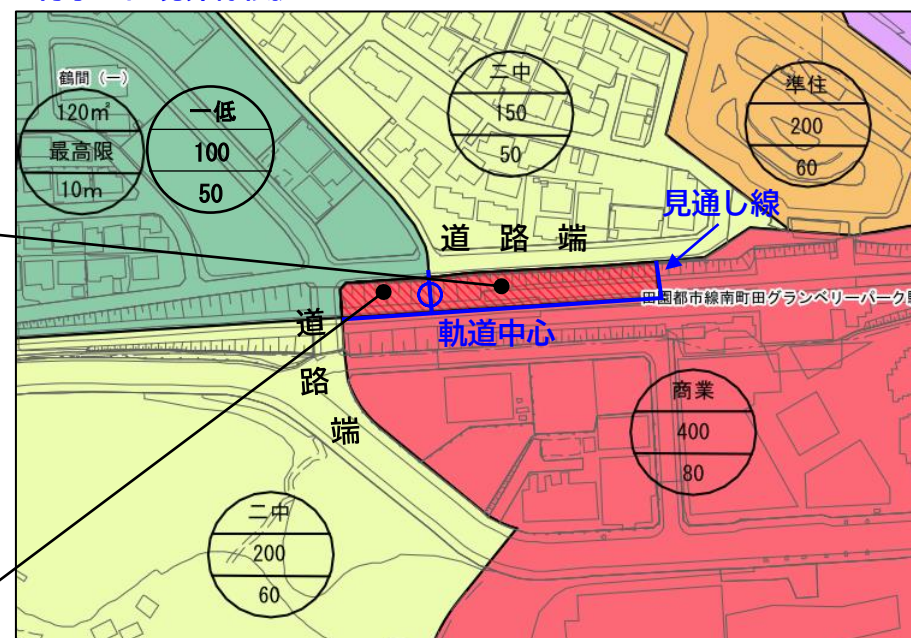 鶴間（一）
120㎡
最高限
10m
一低
100
50
二中
150
50
準住
200
60
道路端
見通し線
田園都市線南町田グランベリーパーク
軌道中心
道
路
端
商業
400
80
二中
200
60